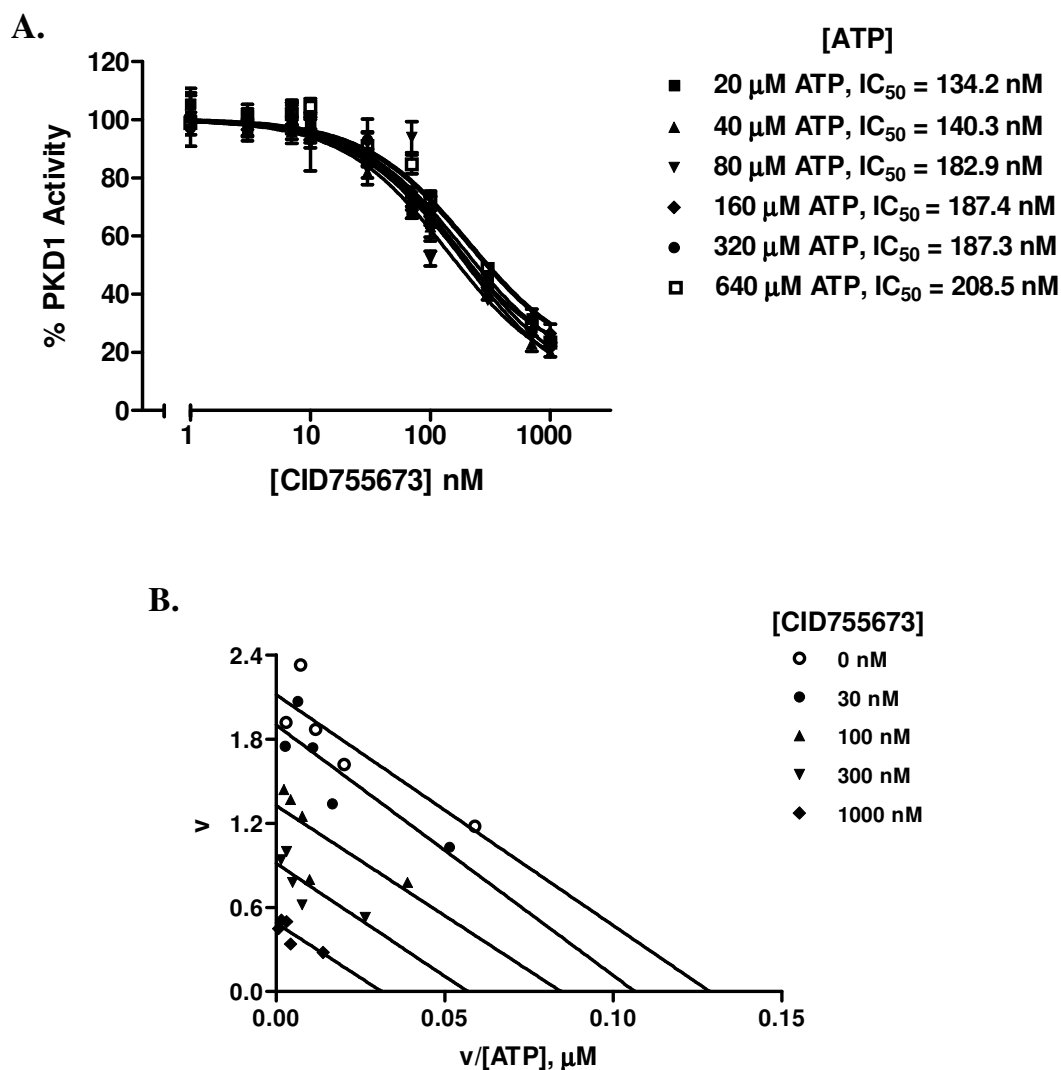 A.
[ATP]
120
100
80
60
40
20
0
% PKD1 Activity
1
10
100
1000
[CID755673] nM
20 µM ATP, IC50 = 134.2 nM
40 µM ATP, IC50 = 140.3 nM
80 µM ATP, IC50 = 182.9 nM
160 µM ATP, IC50 = 187.4 nM
320 µM ATP, IC50 = 187.3 nM
640 µM ATP, IC50 = 208.5 nM
B.
[CID755673]
0 nM
30 nM
100 nM
300 nM
1000 nM
2.4
1.8
1.2
0.6
0.0
v
0.00
0.05
0.10
0.15
v/[ATP], µM